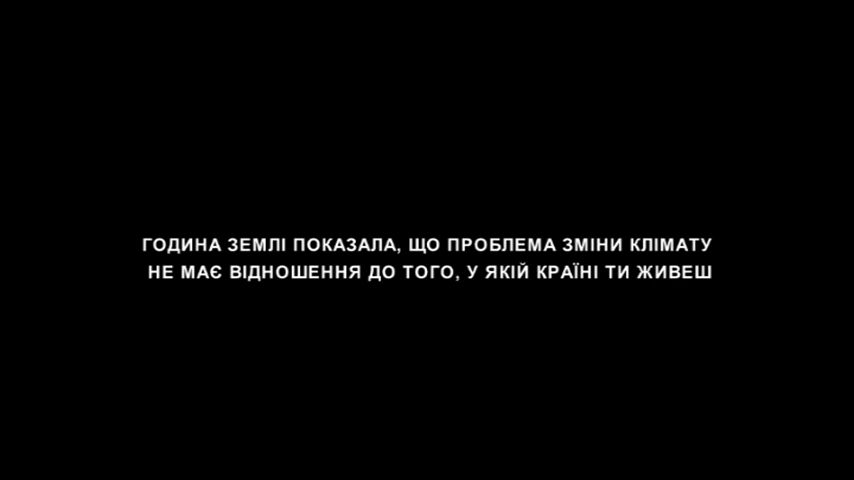 ГОДИНА ЗЕМЛІ ПОКАЗАЛА, ЩО ПРОБЛЕМА ЗМІНИ КЛІМАТУ
НЕ МАЄ ВІДНОШЕННЯ ДО ТОГО, У ЯКІЙ КРАЇНІ ТИ ЖИВЕШ